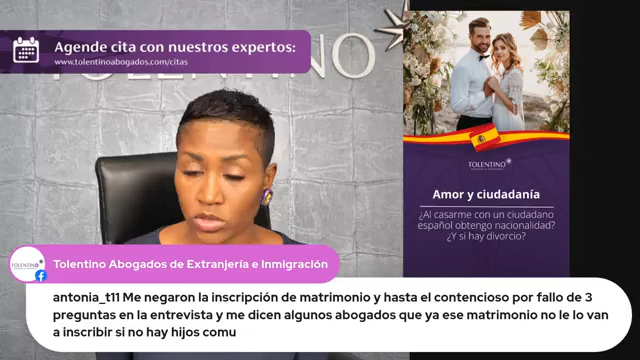 Agende cita con nuestros expertos:
www.tolentinoabogados.com/citas
TOLENTINO
TOLENTINO
Amor y ciudadanía
¿Al casarme con un ciudadano
español obtengo nacionalidad?
¿Y si hay divorcio?
Tolentino Abogados de Extranjería e Inmigración
antonia_t11 Me negaron la inscripción de matrimonio y hasta el contencioso por fallo de 3
preguntas en la entrevista y me dicen algunos abogados que ya ese matrimonio no le lo van
a inscribir si no hay hijos comu